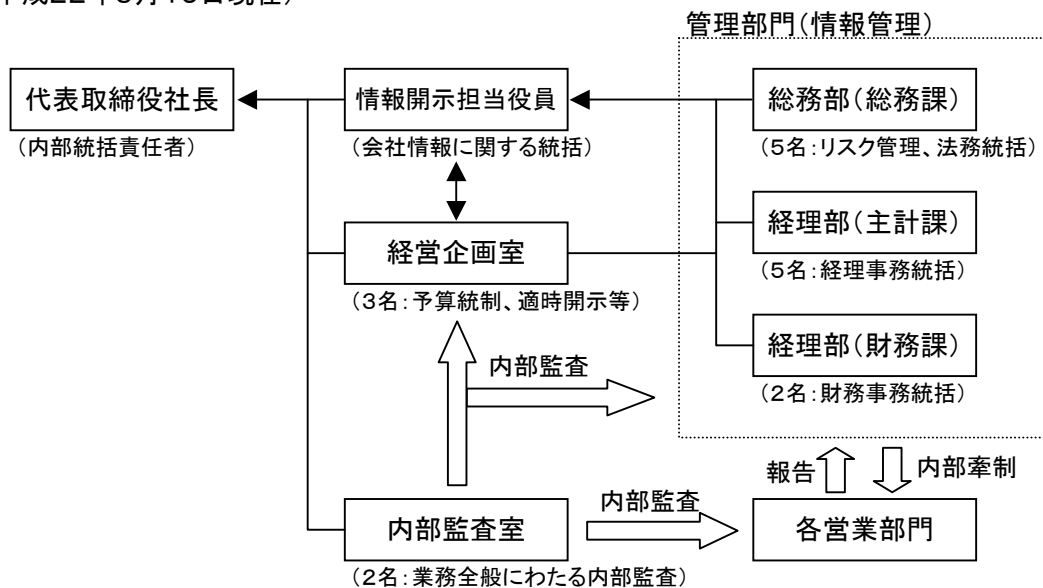 管理部門(情報管理)
代表取締役社長
(内部統括責任者)
情報開示担当役員
(会社情報に関する統括)
総務部(総務課)
(5名:リスク管理、法務統括)
経営企画室
(3名:予算統制、適時開示等)
経理部(主計課)
(5名:経理事務統括)
経理部(財務課)
(2名:財務事務統括)
内部監査
報告
内部牽制
内部監査室
(2名:業務全般にわたる内部監査)
内部監査
各営業部門